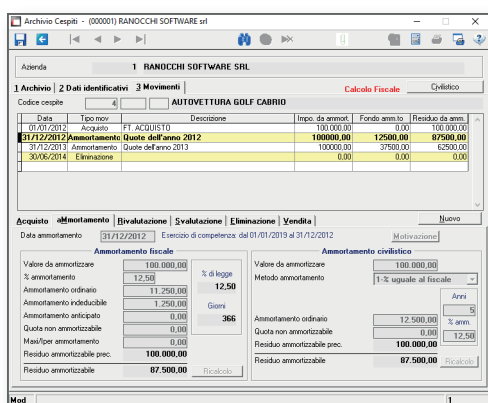 Archivio Cespiti - (000001) RANOCCHI SOFTWARE srl
Azienda 1 RANOCCHI SOFTWARE SRL
1 Archivio 2 Dati identificativi 3 Movimenti Calcolo Fiscale Civilistico
Codice cespite 4 AUTOVETTURA GOLF CABRIO
Data Tipo mov Descrizione Impo. da ammort. Fondo amm.to Residuo da amm.
01/01/2012 Acquisto FT. ACQUISTO 100.000,00 0,00 100.000,00
31/12/2012 Ammortamento Quote dell'anno 2012 100000,00 12500,00 87500,00
31/12/2013 Ammortamento Quote dell'anno 2013 100000,00 37500,00 62500,00
30/06/2014 Eliminazione 0,00 0,00 0,00
Acquisto aMmortamento Rivalutazione Svalutazione Eliminazione Vendita Nuovo
Data ammortamento 31/12/2012 Esercizio di competenza: dal 01/01/2019 al 31/12/2012 Motivazione
Ammortamento fiscale Ammortamento civilistico
Valore da ammortizzare 100.000,00 Valore da ammortizzare 100.000,00
% ammortamento 12,50 % di legge Metodo ammortamento 1-% uguale al fiscale
Ammortamento ordinario 11.250,00 12,50
Ammortamento indeducibile 1.250,00 Giorni Anni
Ammortamento anticipato 0,00 366 Ammortamento ordinario 12.500,00 5
Quota non ammortizzabile 0,00 Quota non ammortizzabile 0,00 % amm.
Maxi/Iper ammortamento 0,00 12,50
Residuo ammortizzabile prec. 100.000,00 Residuo ammortizzabile prec. 100.000,00
Residuo ammortizzabile 87.500,00 Ricalcolo Residuo ammortizzabile 87.500,00 Ricalcolo
Mod 1